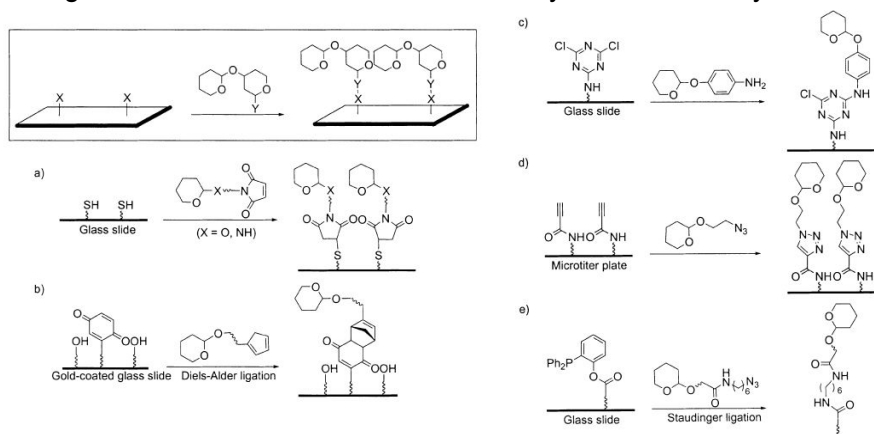 X
X
Y
Y
X
Y
X
O
O
O
O
O
O
a)
SH
SH
Glass slide
O
X
N
O
O
(X = O, NH)
O
X
O
N
O
S
O
X
O
N
O
S
b)
O
O
OH
OOH
Gold-coated glass slide
O
O
Diels-Alder ligation
O
O
O
O
OH
OOH
c)
Cl
Cl
N
N
N
NH
Glass slide
O
O
NH₂
O
O
Cl
N
NH
N
N
NH
d)
O
NH
O
NH
Microtiter plate
O
O
N₃
O
O
O
O
N
N
N
N
N
N
O
NH
O
NH
e)
Ph₂P
O
O
Glass slide
O
O
O
H
N
6
N₃
Staudinger ligation
O
O
O
NH
6
HN
O